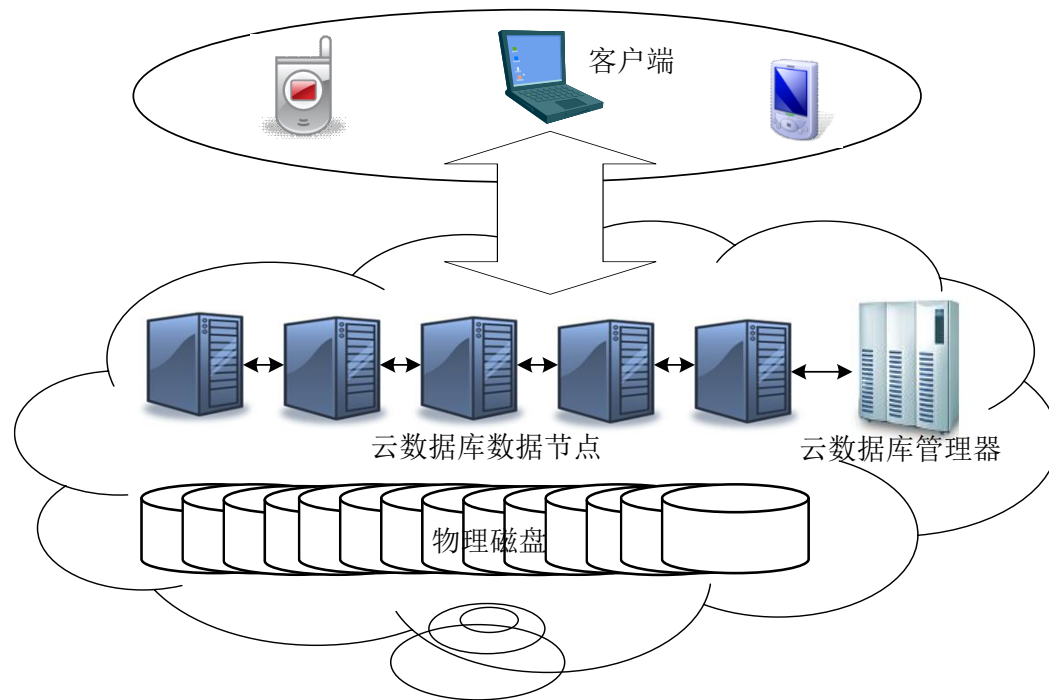 客户端
云数据库数据节点
云数据库管理器
物理磁盘